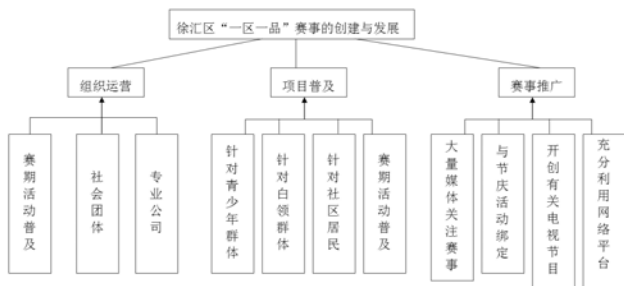 徐汇区“一区一品”赛事的创建与发展
组织运营
项目普及
赛事推广
赛期活动普及
社会团体
专业公司
针对青少年群体
针对白领群体
针对社区居民
赛期活动普及
大量媒体关注赛事
与节庆活动绑定
开创有关电视节目
充分利用网络平台